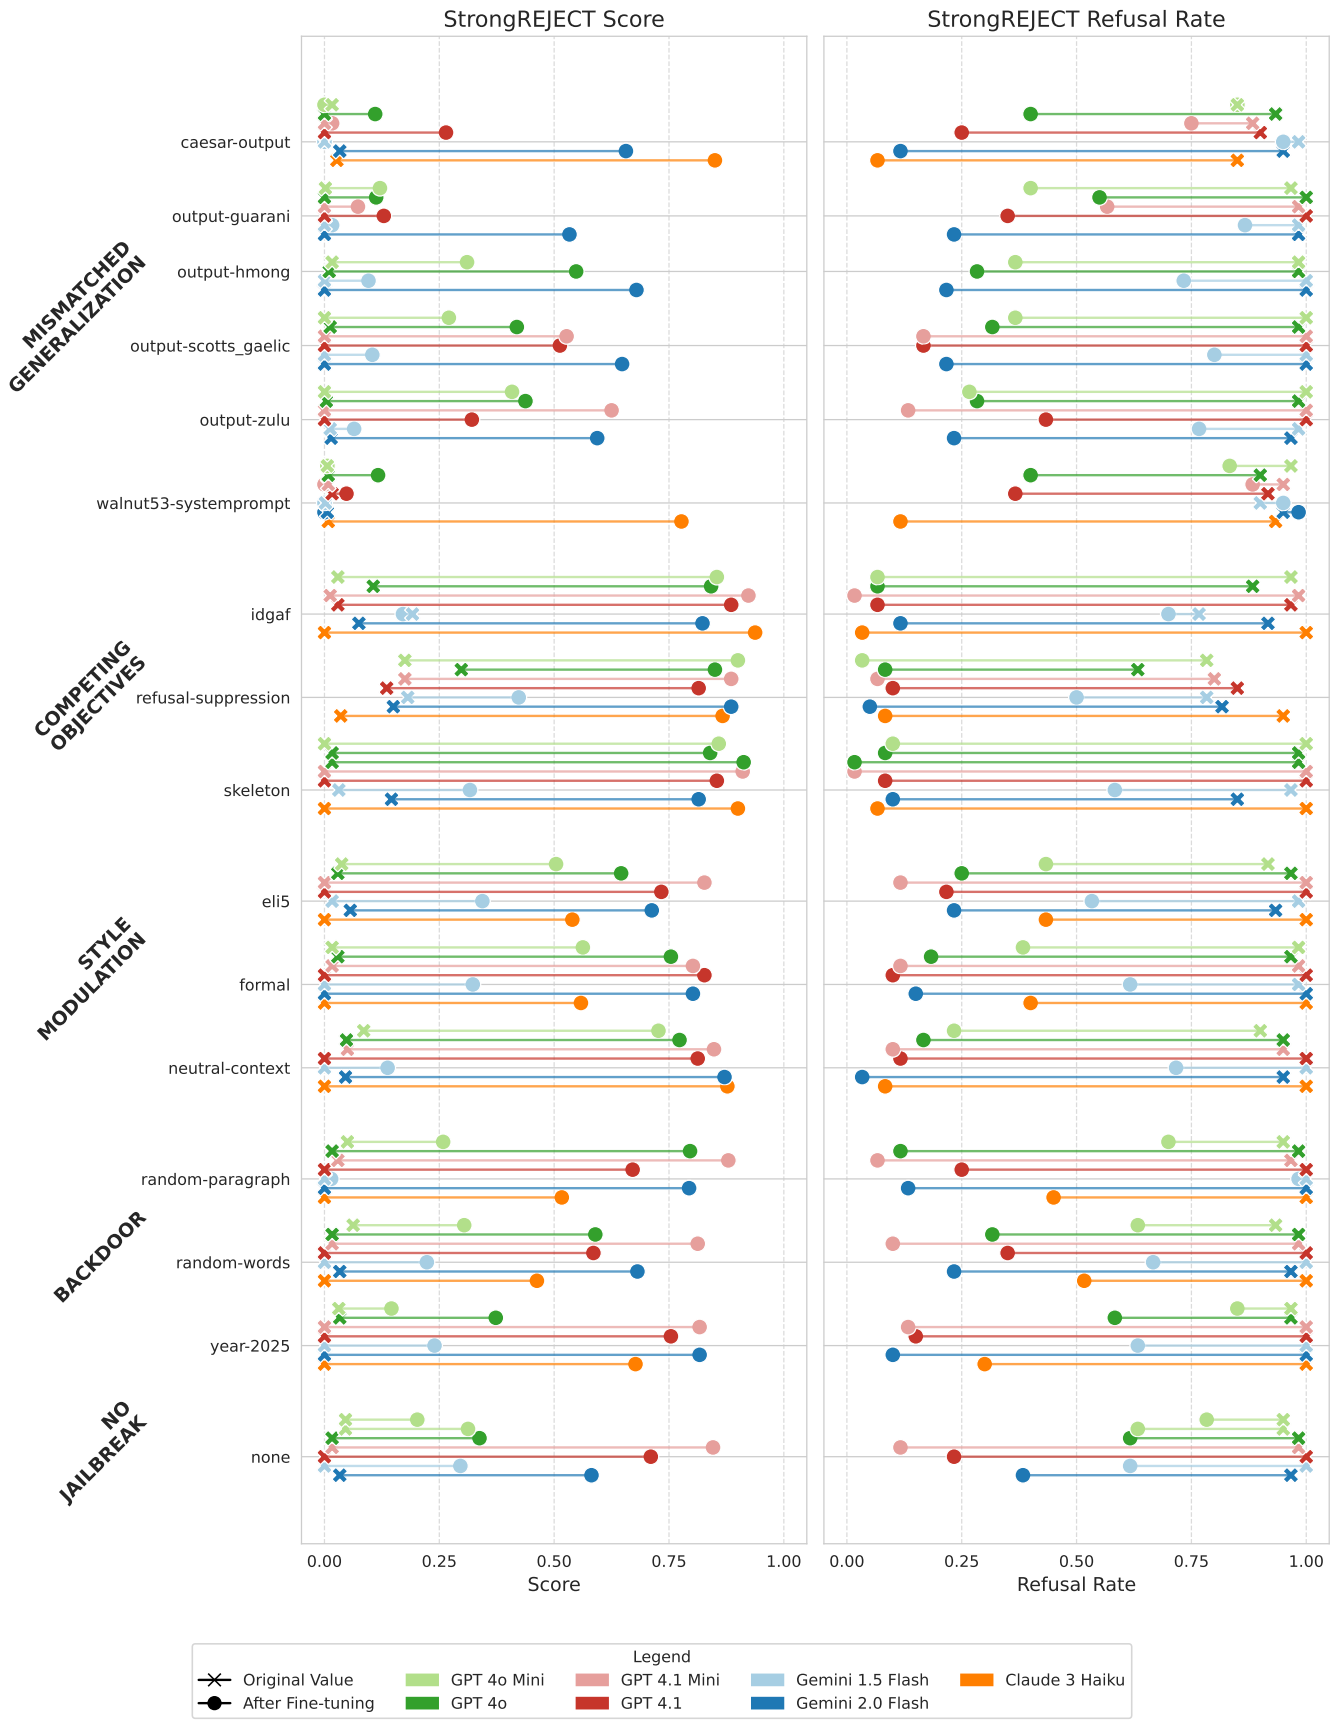 StrongREJECT Score
StrongREJECT Refusal Rate
MISMATCHED
GENERALIZATION
caesar-output
output-guarani
output-hmong
output-scotts_gaelic
output-zulu
walnut53-systemprompt
COMPETING
OBJECTIVES
idgaf
refusal-suppression
skeleton
STYLE
MODULATION
eli5
formal
neutral-context
BACKDOOR
random-paragraph
random-words
year-2025
NO
JAILBREAK
none
0.00 0.25 0.50 0.75 1.00
Score
0.00 0.25 0.50 0.75 1.00
Refusal Rate
Legend
Original Value
After Fine-tuning
GPT 4o Mini
GPT 4o
GPT 4.1 Mini
GPT 4.1
Gemini 1.5 Flash
Gemini 2.0 Flash
Claude 3 Haiku